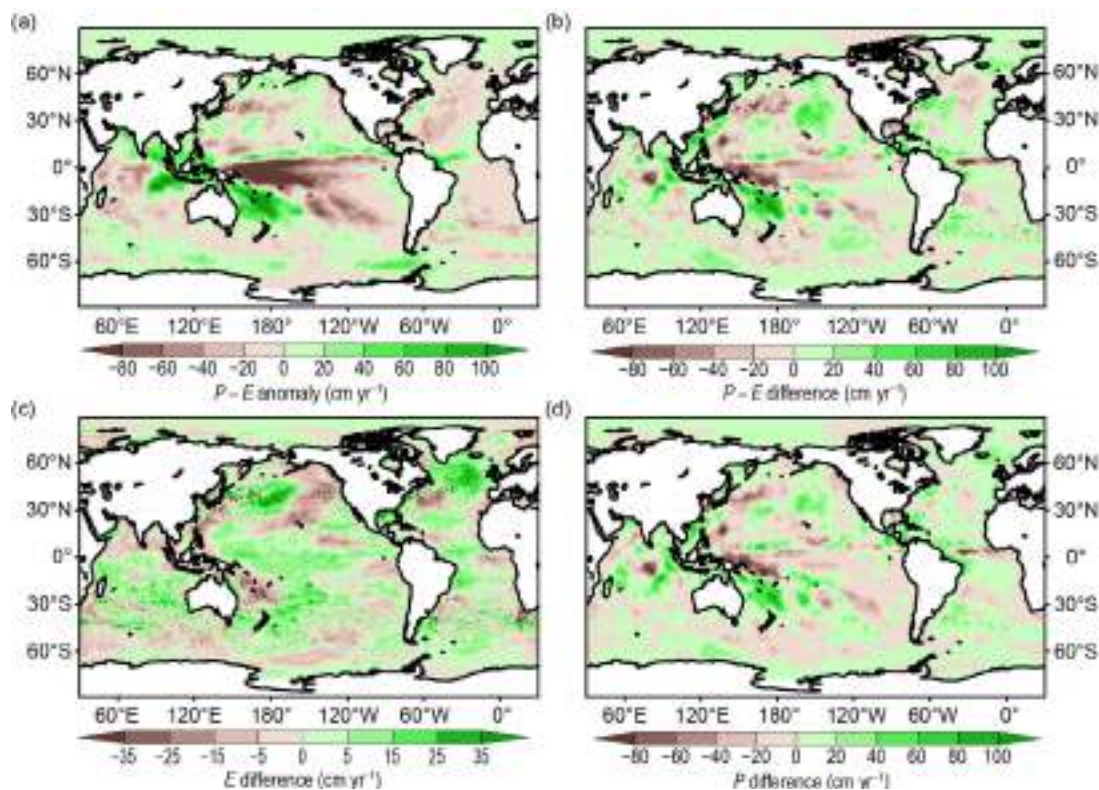 (a)
(b)
60°N
30°N
0°
30°S
60°S
60°N
30°N
0°
30°S
60°S
60°E 120°E 180° 120°W 60°W 0°
60°E 120°E 180° 120°W 60°W 0°
−80 −60 −40 −20 0 20 40 60 80 100
−80 −60 −40 −20 0 20 40 60 80 100
P – E anomaly (cm yr⁻¹)
P – E difference (cm yr⁻¹)
(c)
(d)
60°N
30°N
0°
30°S
60°S
60°N
30°N
0°
30°S
60°S
60°E 120°E 180° 120°W 60°W 0°
60°E 120°E 180° 120°W 60°W 0°
−35 −25 −15 −5 0 5 15 25 35
−80 −60 −40 −20 0 20 40 60 80 100
E difference (cm yr⁻¹)
P difference (cm yr⁻¹)